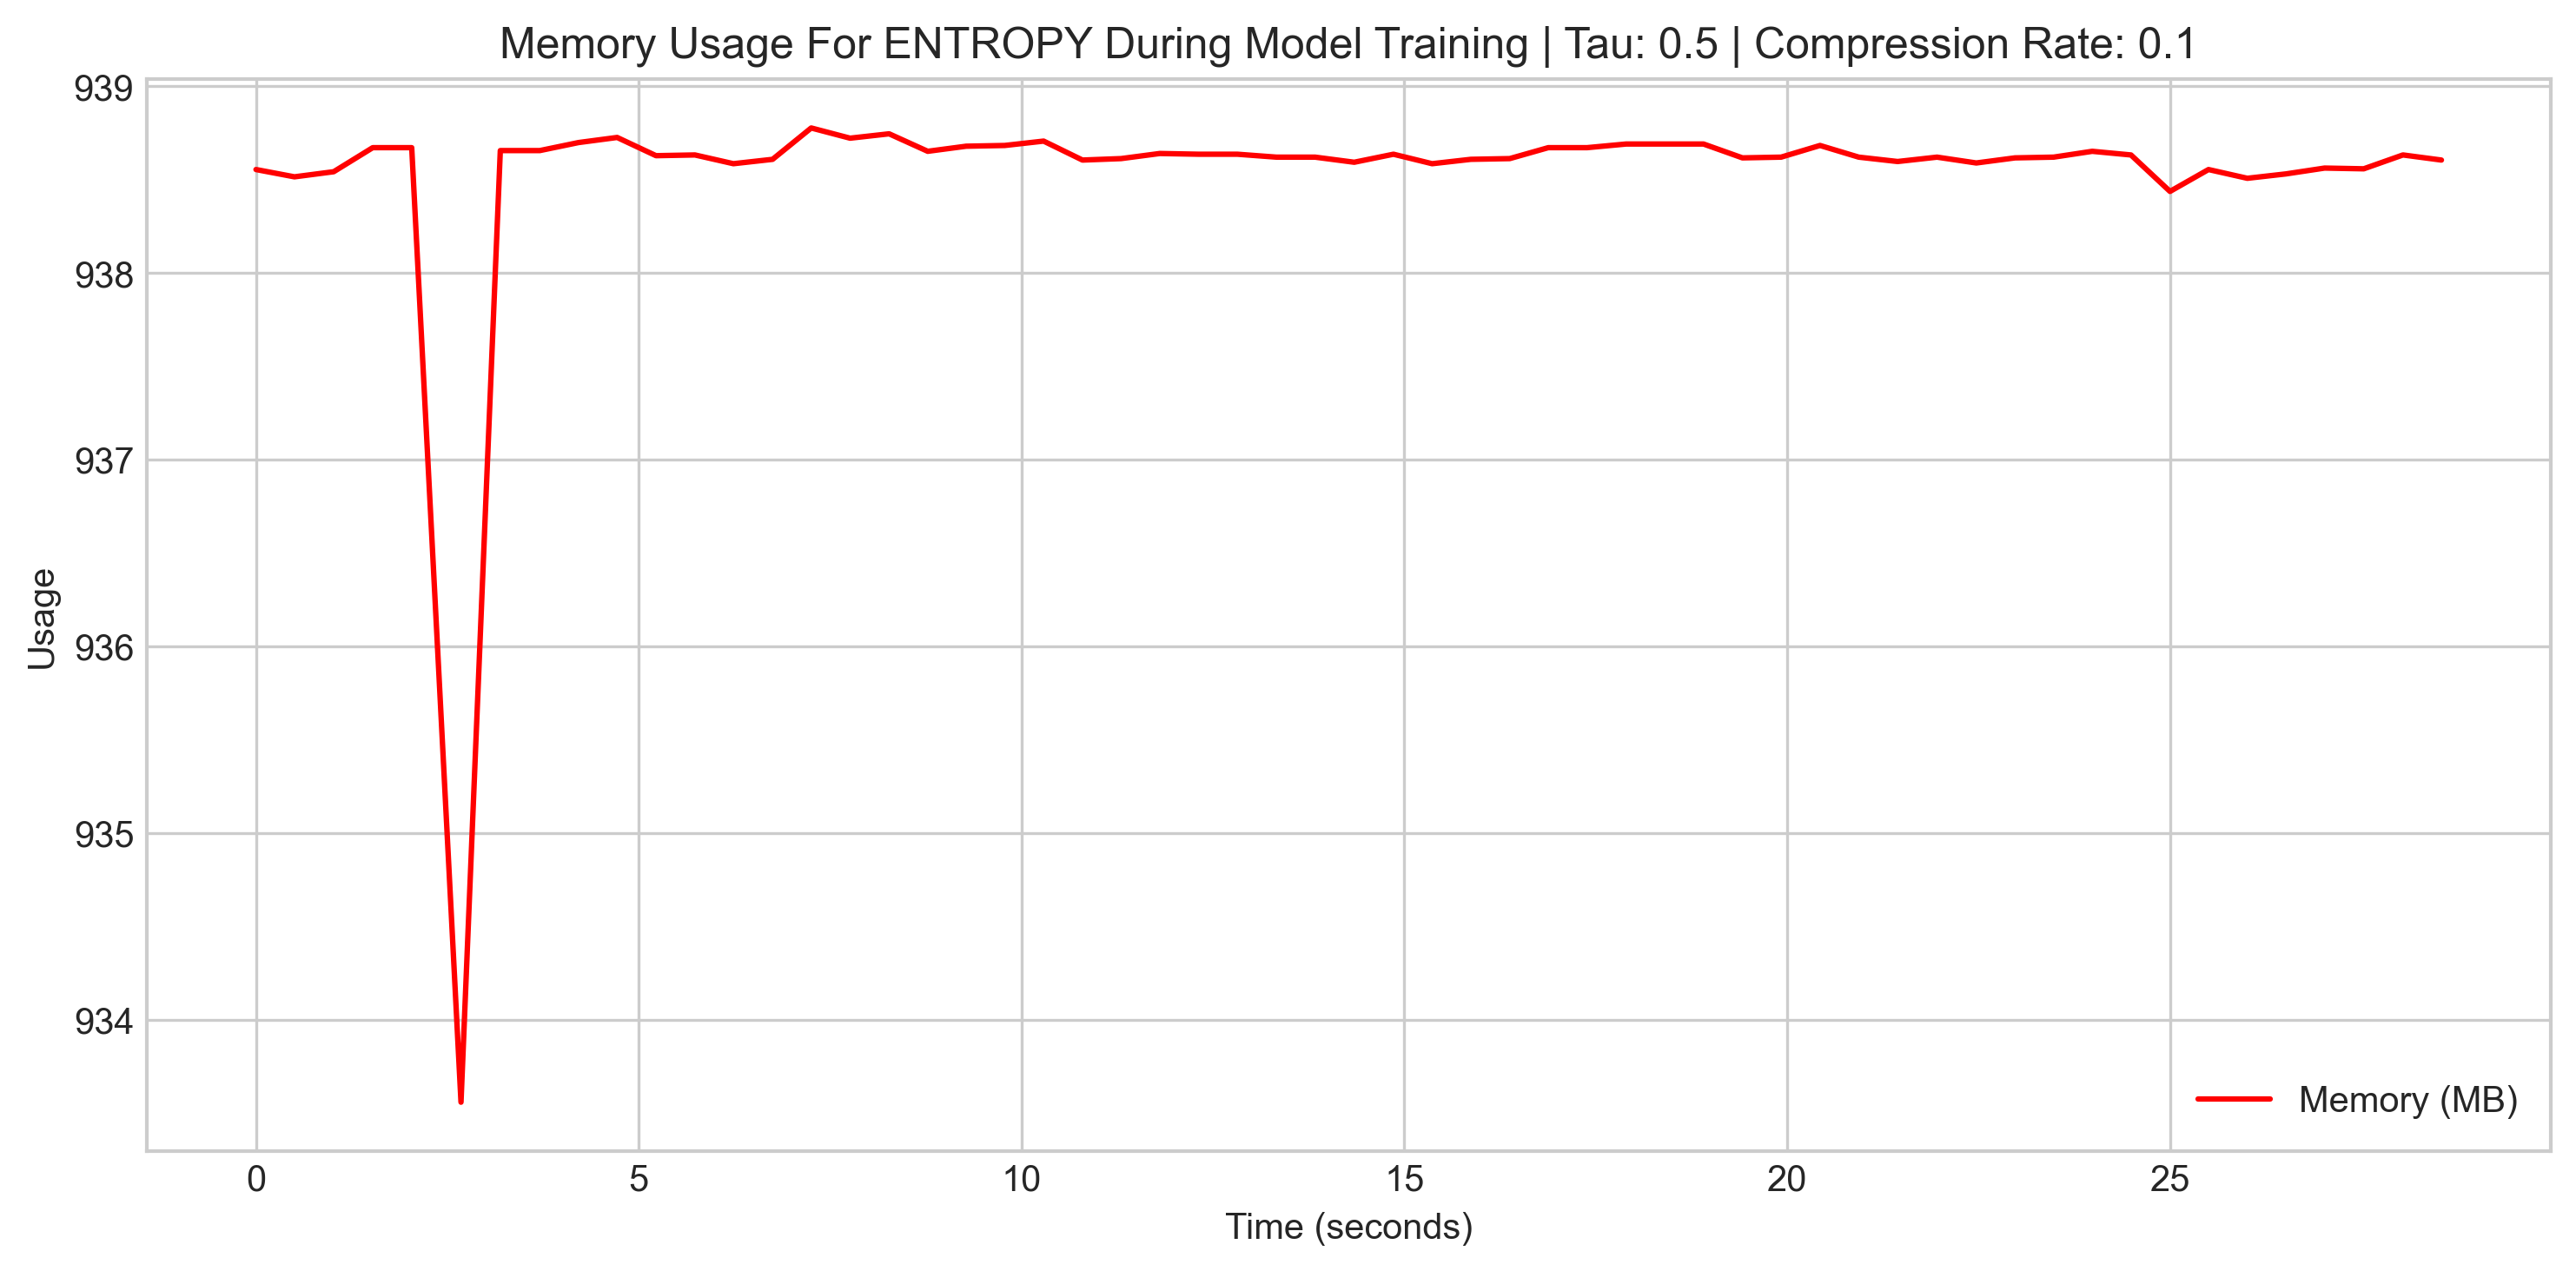 Memory Usage For ENTROPY During Model Training | Tau: 0.5 | Compression Rate: 0.1
939
938
937
936
935
934
Usage
Memory (MB)
0 5 10 15 20 25
Time (seconds)